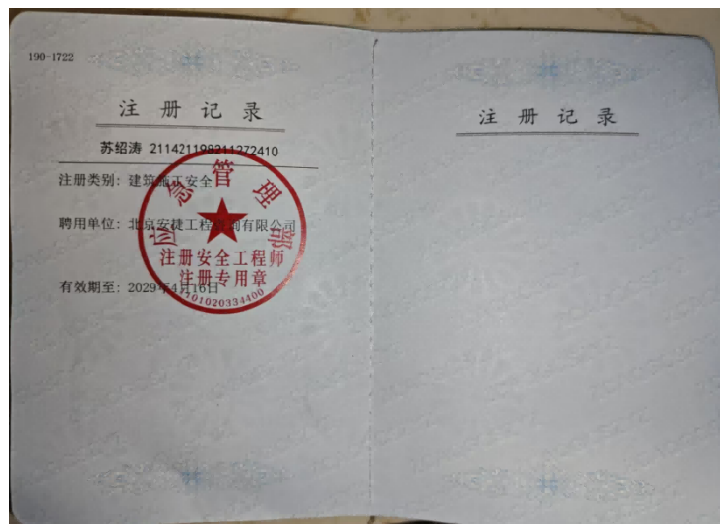 190-1722
注册记录
苏绍涛 211421198211272410
注册类别：建筑施工安全
聘用单位：北京安捷工程咨询有限公司
有效期至：2029年4月16日
应急管理部
注册安全工程师
注册专用章
1101020334400
注册记录